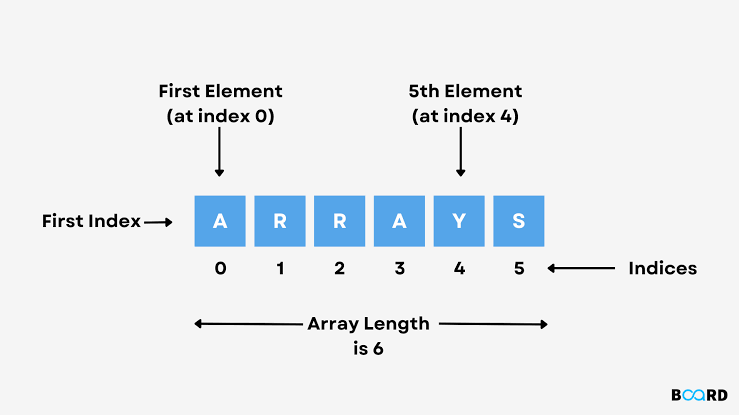 First Element
(at index 0)
5th Element
(at index 4)
First Index
A R R A Y S
0 1 2 3 4 5
Indices
Array Length
is 6
BOARD